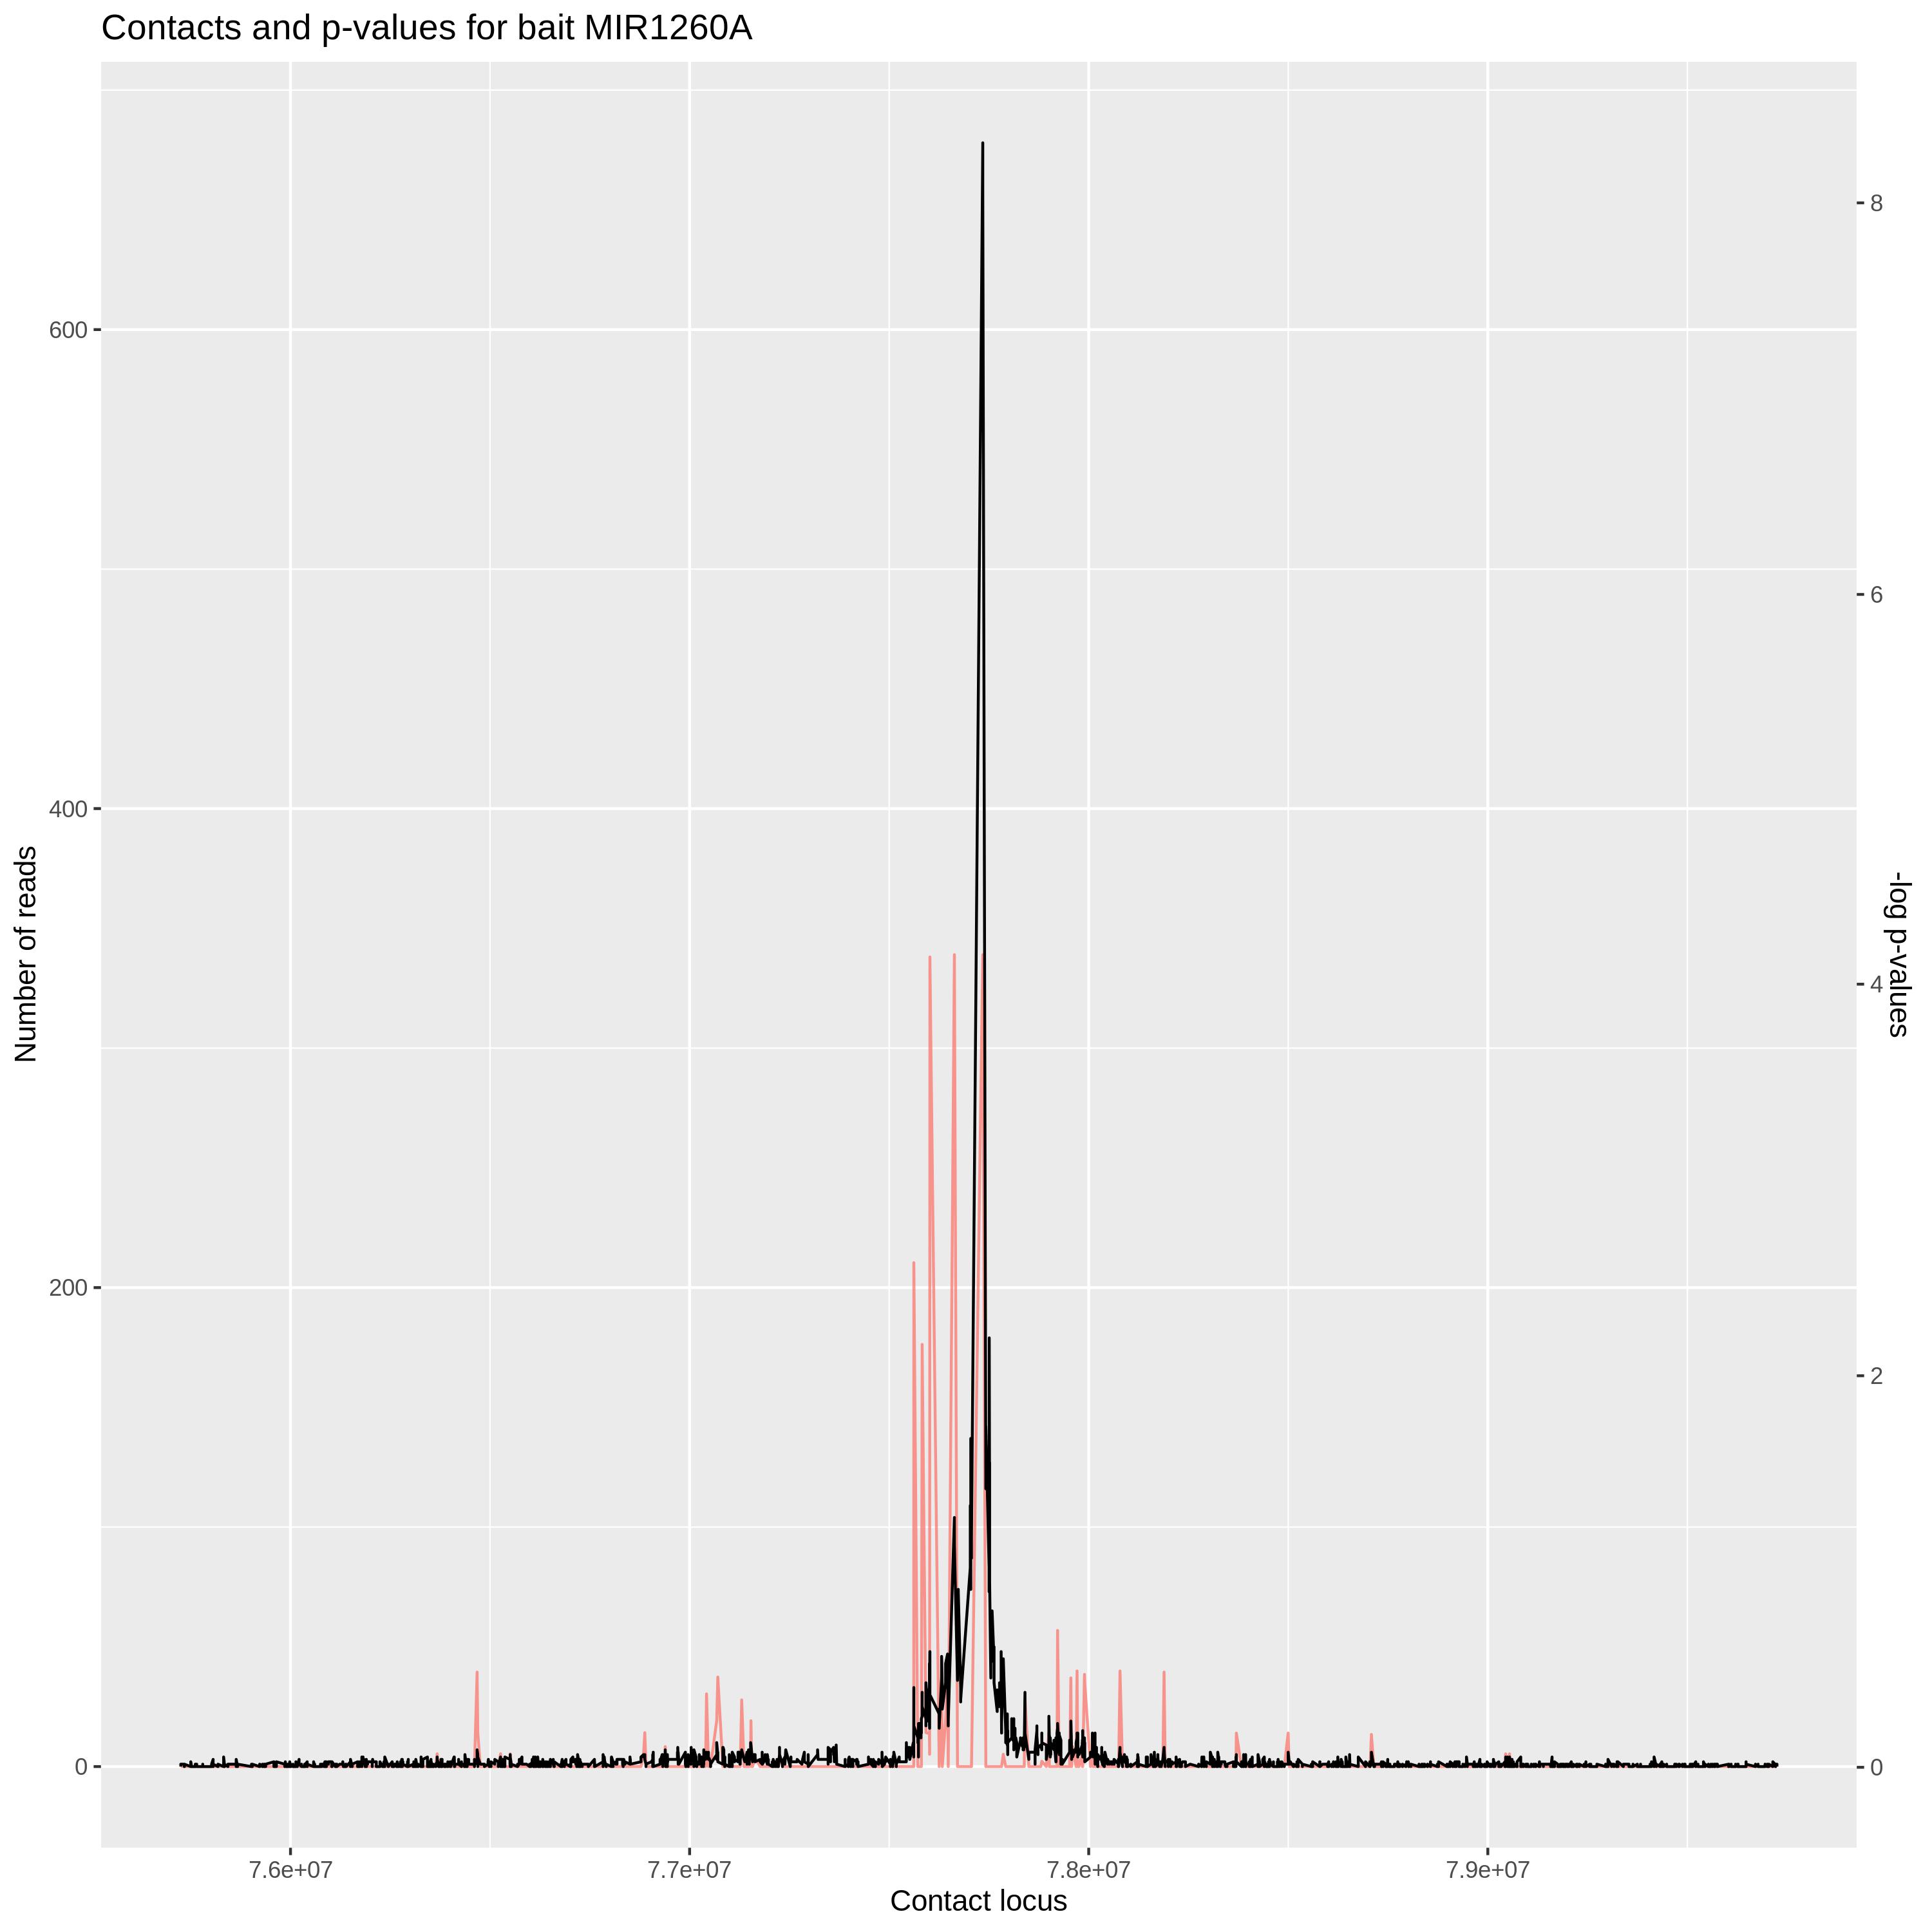 Contacts and p-values for bait MIR1260A
Number of reads
600
400
200
0
8
6
4
2
0
-log p-values
7.6e+07
7.7e+07
7.8e+07
7.9e+07
Contact locus